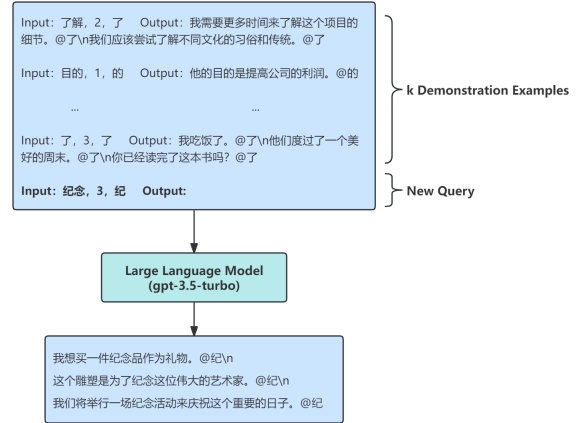 Input: 了解, 2, 了 Output: 我需要更多时间来了解这个项目的
细节。@了\n我们应该尝试了解不同文化的习俗和传统。@了
Input: 目的, 1, 的 Output: 他的目的是提高公司的利润。@的
... ...
Input: 了, 3, 了 Output: 我吃饭了。@了\n他们度过了一个美
好的周末。@了\n你已经读完了这本书吗？@了
Input: 纪念, 3, 纪 Output:
k Demonstration Examples
New Query
Large Language Model
(gpt-3.5-turbo)
我想买一件纪念品作为礼物。@纪\n
这个雕塑是为了纪念这位伟大的艺术家。@纪\n
我们将举行一场纪念活动来庆祝这个重要的日子。@纪